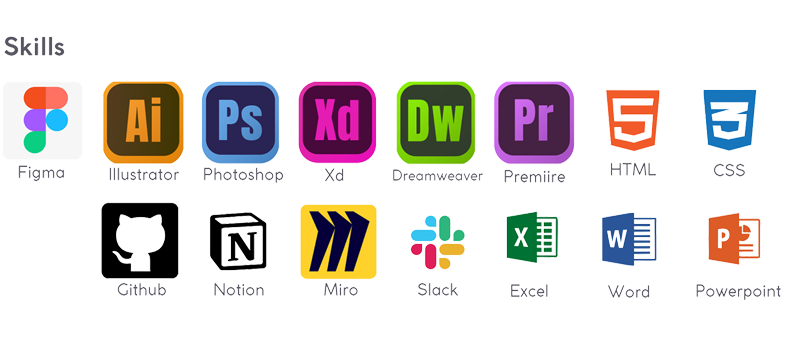 Skills
Ai Ps Xd Dw Pr 5 3
Figma Illustrator Photoshop Xd Dreamweaver Premiire HTML CSS
N X W P
Github Notion Miro Slack Excel Word Powerpoint